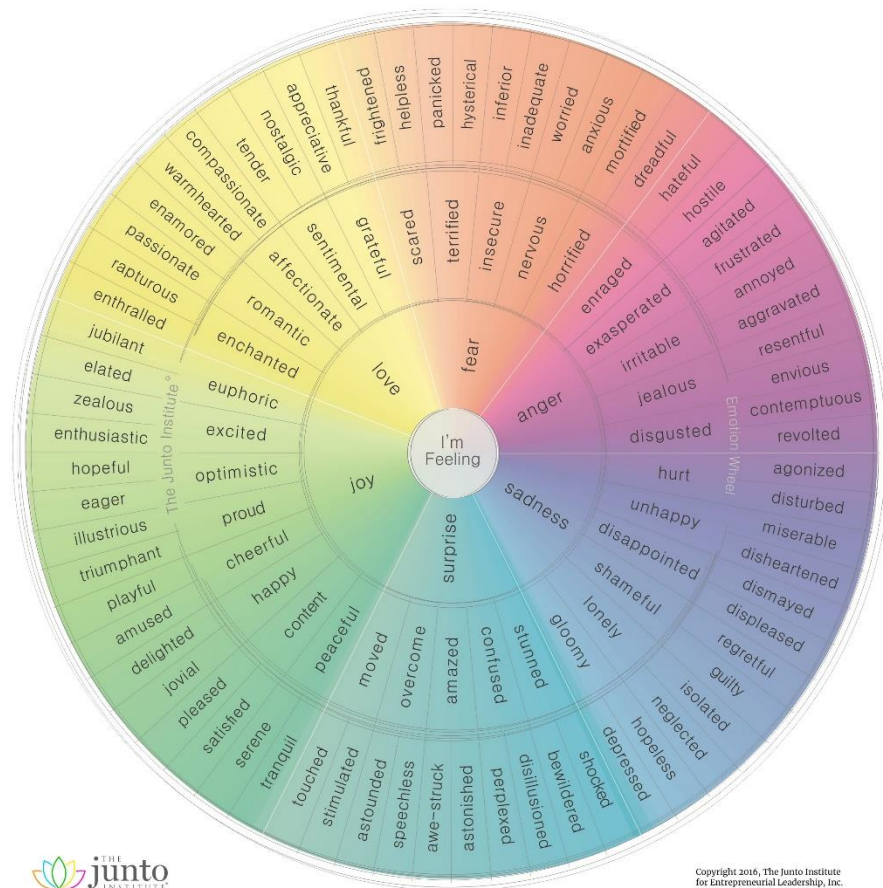 I'm
Feeling
love
fear
anger
sadness
surprise
joy
grateful
sentimental
affectionate
romantic
enchanted
scared
terrified
insecure
nervous
horrified
enraged
exasperated
irritable
jealous
disgusted
hurt
unhappy
disappointed
shameful
lonely
gloomy
stunned
confused
amazed
overcome
moved
peaceful
content
happy
cheerful
proud
optimistic
excited
euphoric
thankful
appreciative
nostalgic
tender
compassionate
warmhearted
enamored
passionate
rapturous
enthralled
frightened
helpless
panicked
hysterical
inferior
inadequate
worried
anxious
mortified
dreadful
hateful
hostile
agitated
frustrated
annoyed
aggravated
resentful
envious
contemptuous
revolted
agonized
disturbed
miserable
disheartened
dismayed
displeased
regretful
guilty
isolated
neglected
hopeless
depressed
shocked
bewildered
disillusioned
perplexed
astonished
awe-struck
speechless
astounded
stimulated
touched
tranquil
serene
satisfied
pleased
jovial
delighted
amused
playful
triumphant
illustrious
eager
hopeful
enthusiastic
zealous
elated
jubilant
The Junto Institute®
Emotion Wheel
THE
junto
INSTITUTE®
Copyright 2016, The Junto Institute
for Entrepreneurial Leadership, Inc.